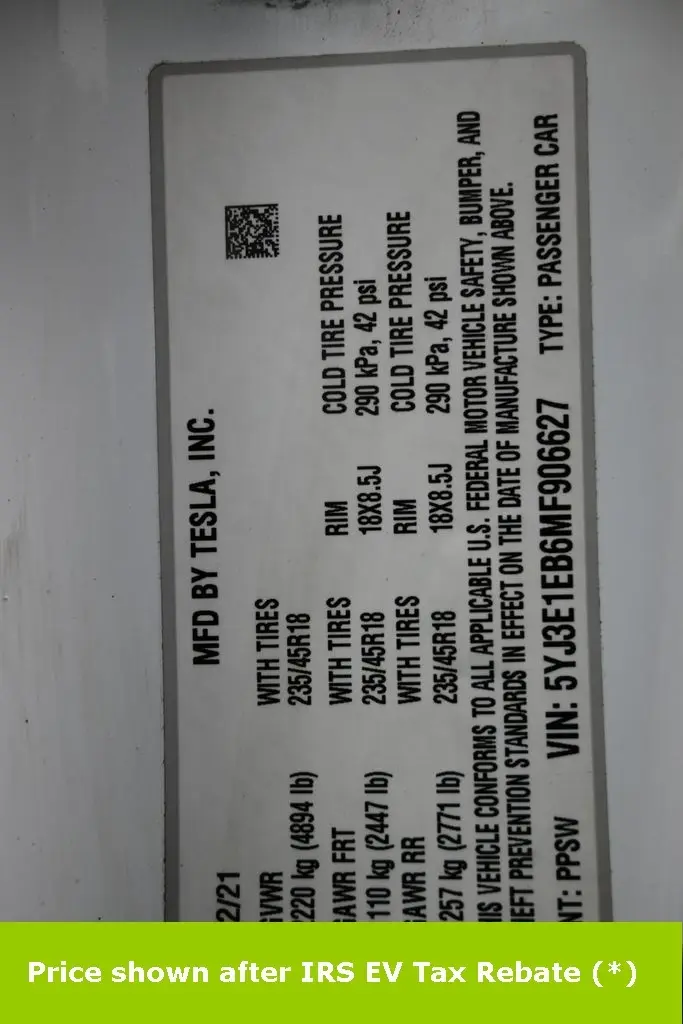 MFD BY TESLA, INC.
2/21
GVWR WITH TIRES
220 kg (4894 lb) 235/45R18
GAWR FRT WITH TIRES RIM COLD TIRE PRESSURE
110 kg (2447 lb) 235/45R18 18X8.5J 290 kPa, 42 psi
GAWR RR WITH TIRES RIM COLD TIRE PRESSURE
257 kg (2771 lb) 235/45R18 18X8.5J 290 kPa, 42 psi
IS VEHICLE CONFORMS TO ALL APPLICABLE U.S. FEDERAL MOTOR VEHICLE SAFETY, BUMPER, AND
EFT PREVENTION STANDARDS IN EFFECT ON THE DATE OF MANUFACTURE SHOWN ABOVE.
NT: PPSW VIN: 5YJ3E1EB6MF906627 TYPE: PASSENGER CAR
Price shown after IRS EV Tax Rebate (*)